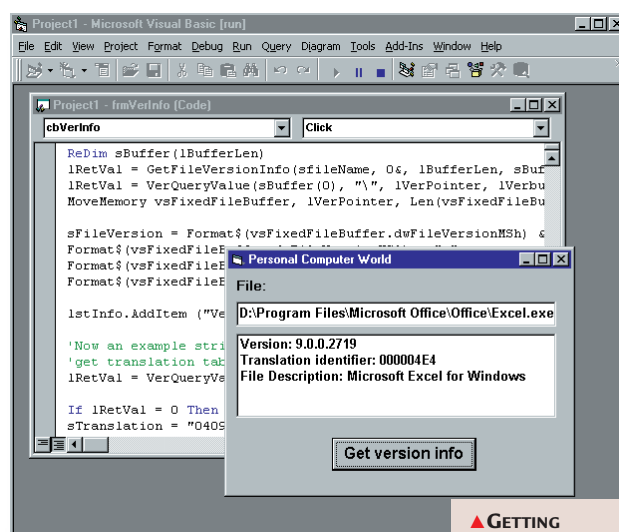 Project1 - Microsoft Visual Basic [run]
File Edit View Project Format Debug Run Query Diagram Tools Add-Ins Window Help
Project1 - frmVerInfo (Code)
cbVerInfo Click
ReDim sBuffer(lBufferLen)
lRetVal = GetFileVersionInfo(sfileName, 0&, lBufferLen, sBuf
lRetVal = VerQueryValue(sBuffer(0), "\", lVerPointer, lVerbu
MoveMemory vsFixedFileBuffer, lVerPointer, Len(vsFixedFileBu
sFileVersion = Format$(vsFixedFileBuffer.dwFileVersionMSh) &
Format$(vsFixedFileB
Format$(vsFixedFileB
Format$(vsFixedFileB
lstInfo.AddItem ("Ve
'Now an example stri
'get translation tab
lRetVal = VerQueryVa
If lRetVal = 0 Then
sTranslation = "0409
Personal Computer World
File:
D:\Program Files\Microsoft Office\Office\Excel.exe
Version: 9.0.0.2719
Translation identifier: 000004E4
File Description: Microsoft Excel for Windows
Get version info
▲GETTING